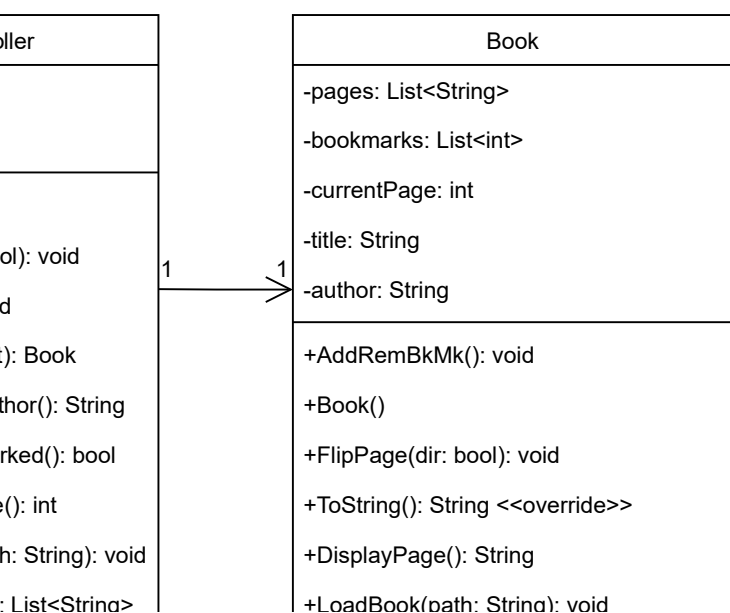 ller
ol): void
d
): Book
thor(): String
rked(): bool
(): int
h: String): void
: List<String>
1
1
Book
-pages: List<String>
-bookmarks: List<int>
-currentPage: int
-title: String
-author: String
+AddRemBkMk(): void
+Book()
+FlipPage(dir: bool): void
+ToString(): String <<override>>
+DisplayPage(): String
+LoadBook(path: String): void